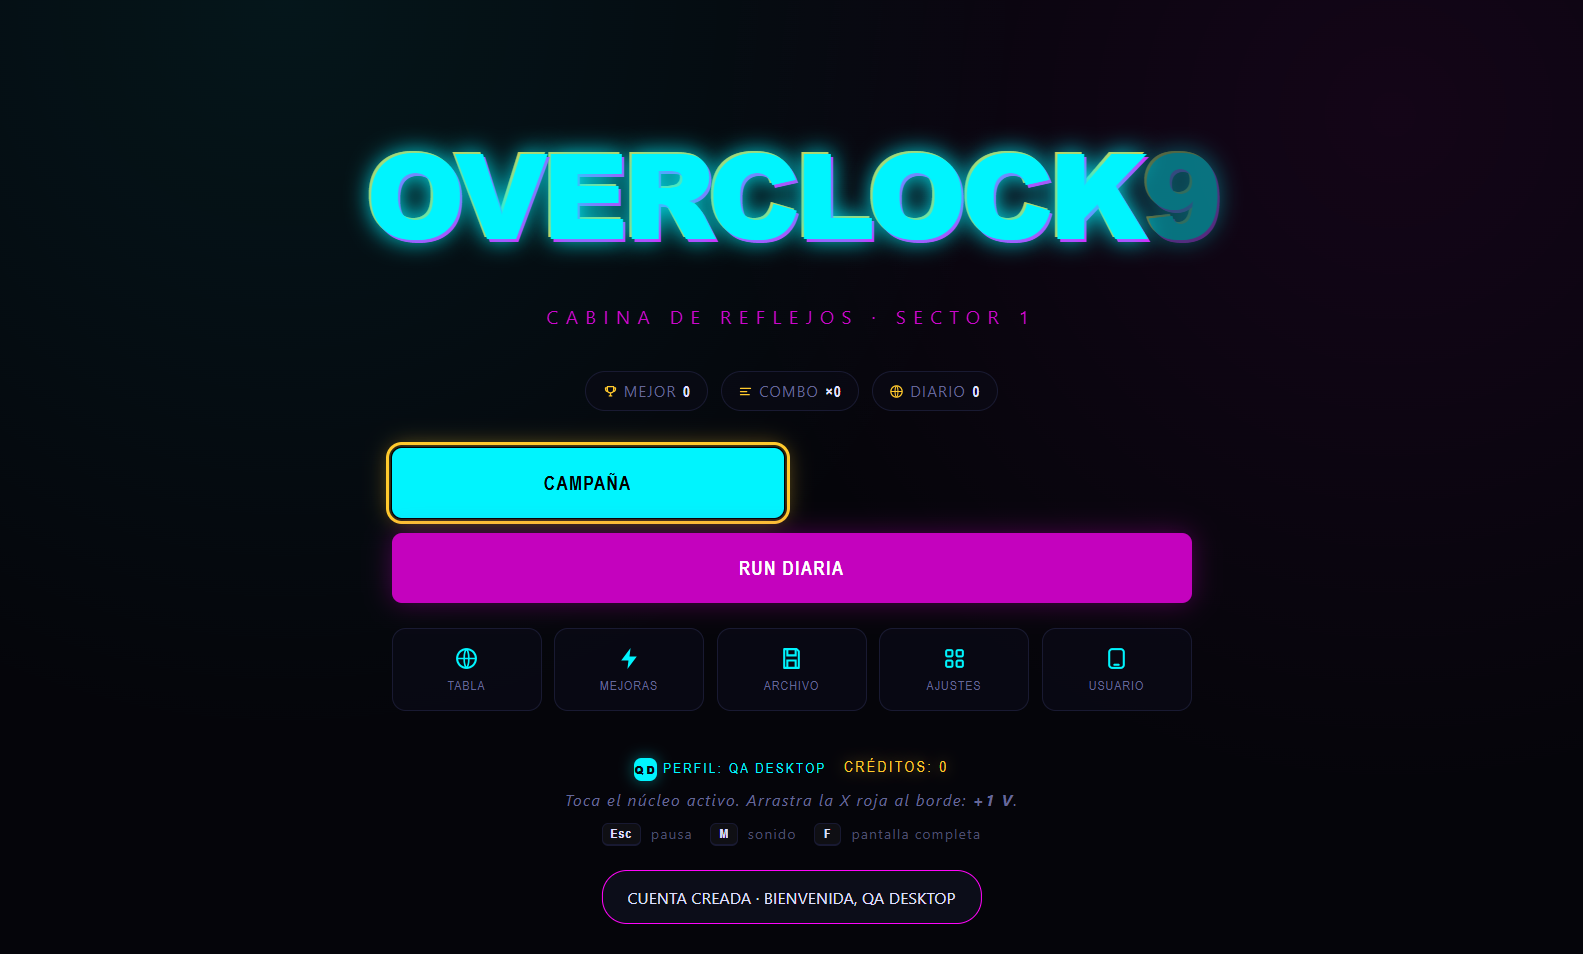 OVERCLOCK9
CABINA DE REFLEJOS · SECTOR 1
MEJOR 0 COMBO ×0 DIARIO 0
CAMPAÑA
RUN DIARIA
TABLA MEJORAS ARCHIVO AJUSTES USUARIO
QD PERFIL: QA DESKTOP CRÉDITOS: 0
Toca el núcleo activo. Arrastra la X roja al borde: +1 V.
Esc pausa M sonido F pantalla completa
CUENTA CREADA · BIENVENIDA, QA DESKTOP